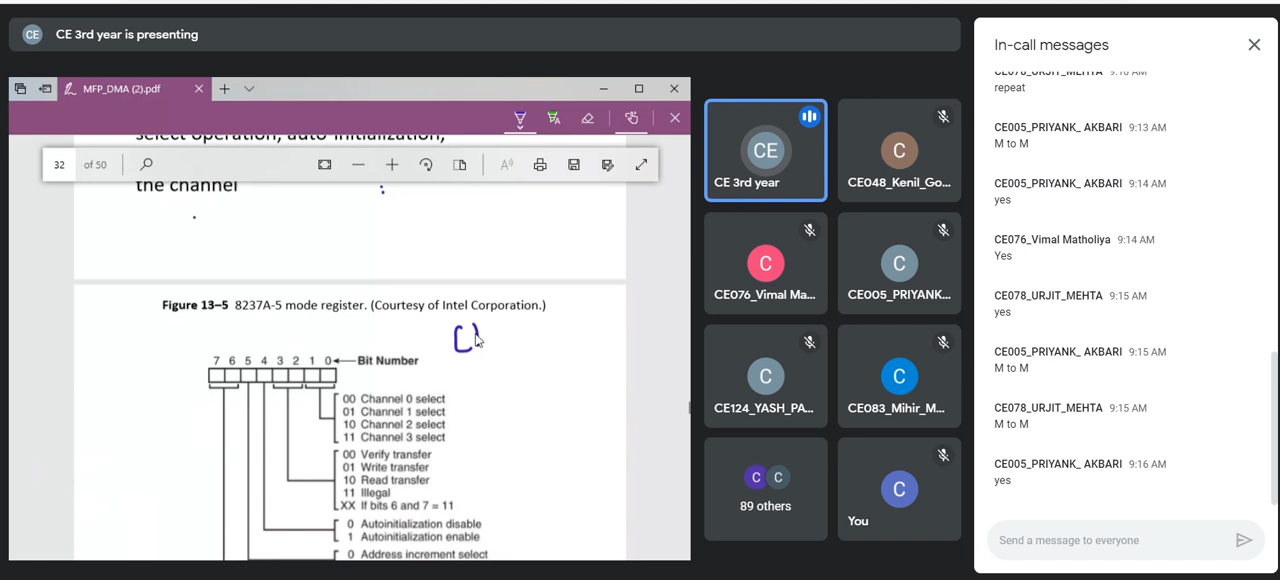 CE CE 3rd year is presenting
MFP_DMA (2).pdf
select operation, auto-initialization,
32 of 50
the channel
Figure 13–5 8237A-5 mode register. (Courtesy of Intel Corporation.)
7 6 5 4 3 2 1 0 Bit Number
00 Channel 0 select
01 Channel 1 select
10 Channel 2 select
11 Channel 3 select
00 Verify transfer
01 Write transfer
10 Read transfer
11 Illegal
XX If bits 6 and 7 = 11
0 Autoinitialization disable
1 Autoinitialization enable
0 Address increment select
CE
CE 3rd year
C
CE048_Kenil_Go...
C
CE076_Vimal Ma...
C
CE005_PRIYANK...
C
CE124_YASH_PA...
C
CE083_Mihir_M...
C C
89 others
C
You
In-call messages
CE078_URJIT_MEHTA 9:10 AM
repeat
CE005_PRIYANK_ AKBARI 9:13 AM
M to M
CE005_PRIYANK_ AKBARI 9:14 AM
yes
CE076_Vimal Matholiya 9:14 AM
Yes
CE078_URJIT_MEHTA 9:15 AM
yes
CE005_PRIYANK_ AKBARI 9:15 AM
M to M
CE078_URJIT_MEHTA 9:15 AM
M to M
CE005_PRIYANK_ AKBARI 9:16 AM
yes
Send a message to everyone